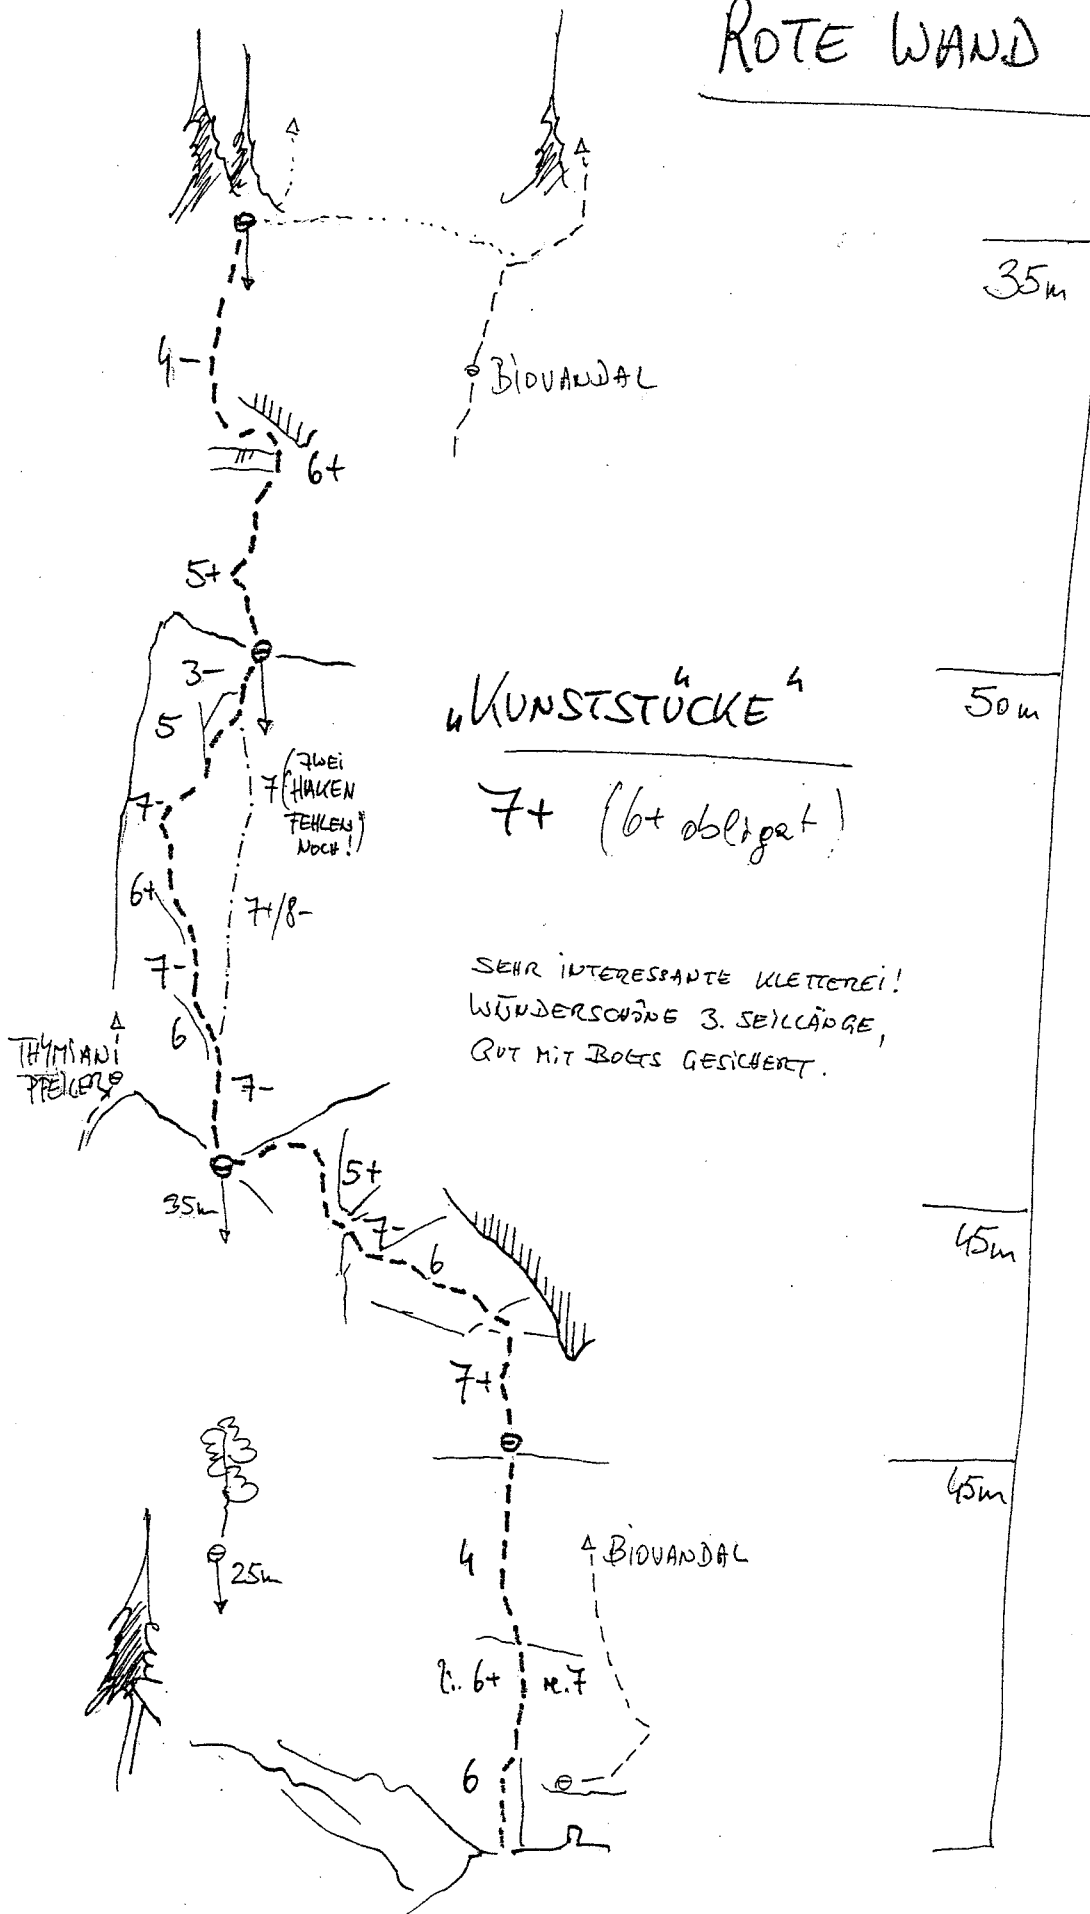 ROTE WAND
35m
4-
BIOVANDAL
6+
5+
3-
5
50m
„KUNSTSTÜCKE“
7+ (6+ obligat)
7-
7 (ZWEI
HAKEN
FEHLEN
NOCH!)
6+
7+/8-
7-
SEHR INTERESSANTE KLETTEREI!
WUNDERSCHÖNE 3. SEILLÄNGE,
GUT MIT BOLTS GESICHERT.
6
THYMIANI
PFEILER
7-
5+
35m
7-
45m
6
7+
45m
4
BIOVANDAL
25m
li. 6+ re. 7
6